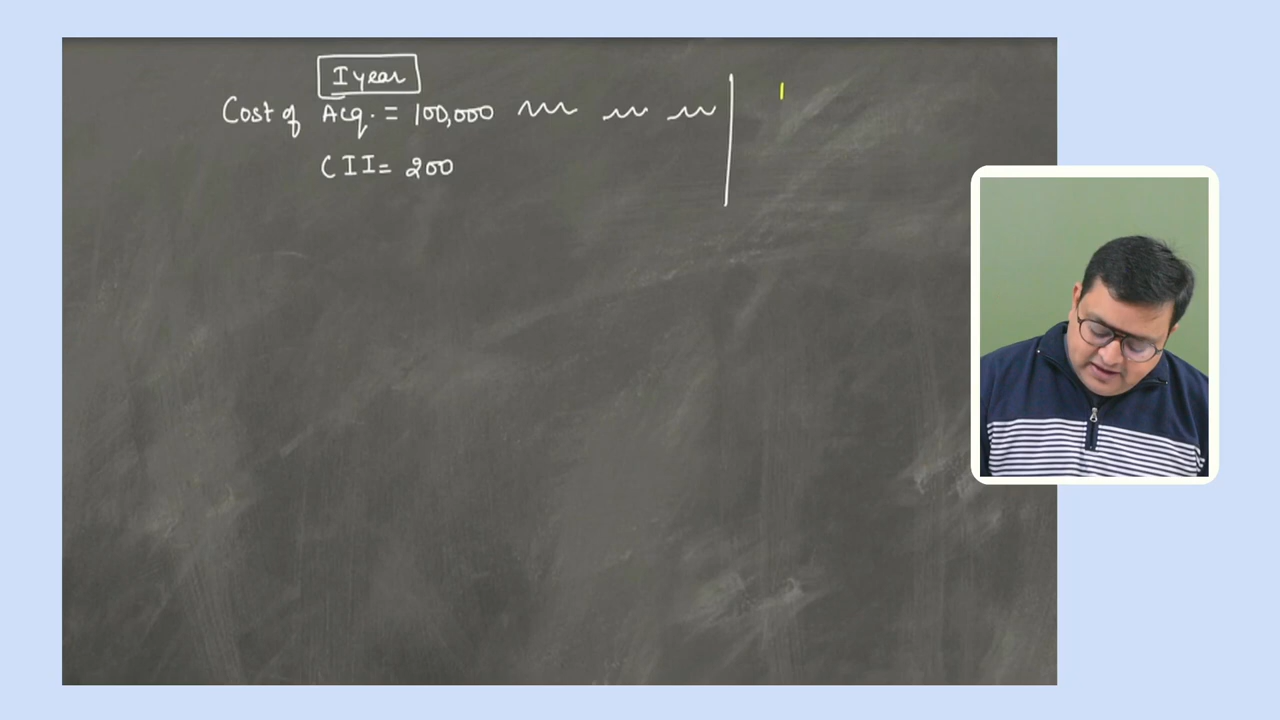 I year
Cost of Acq. = 100,000
CII = 200